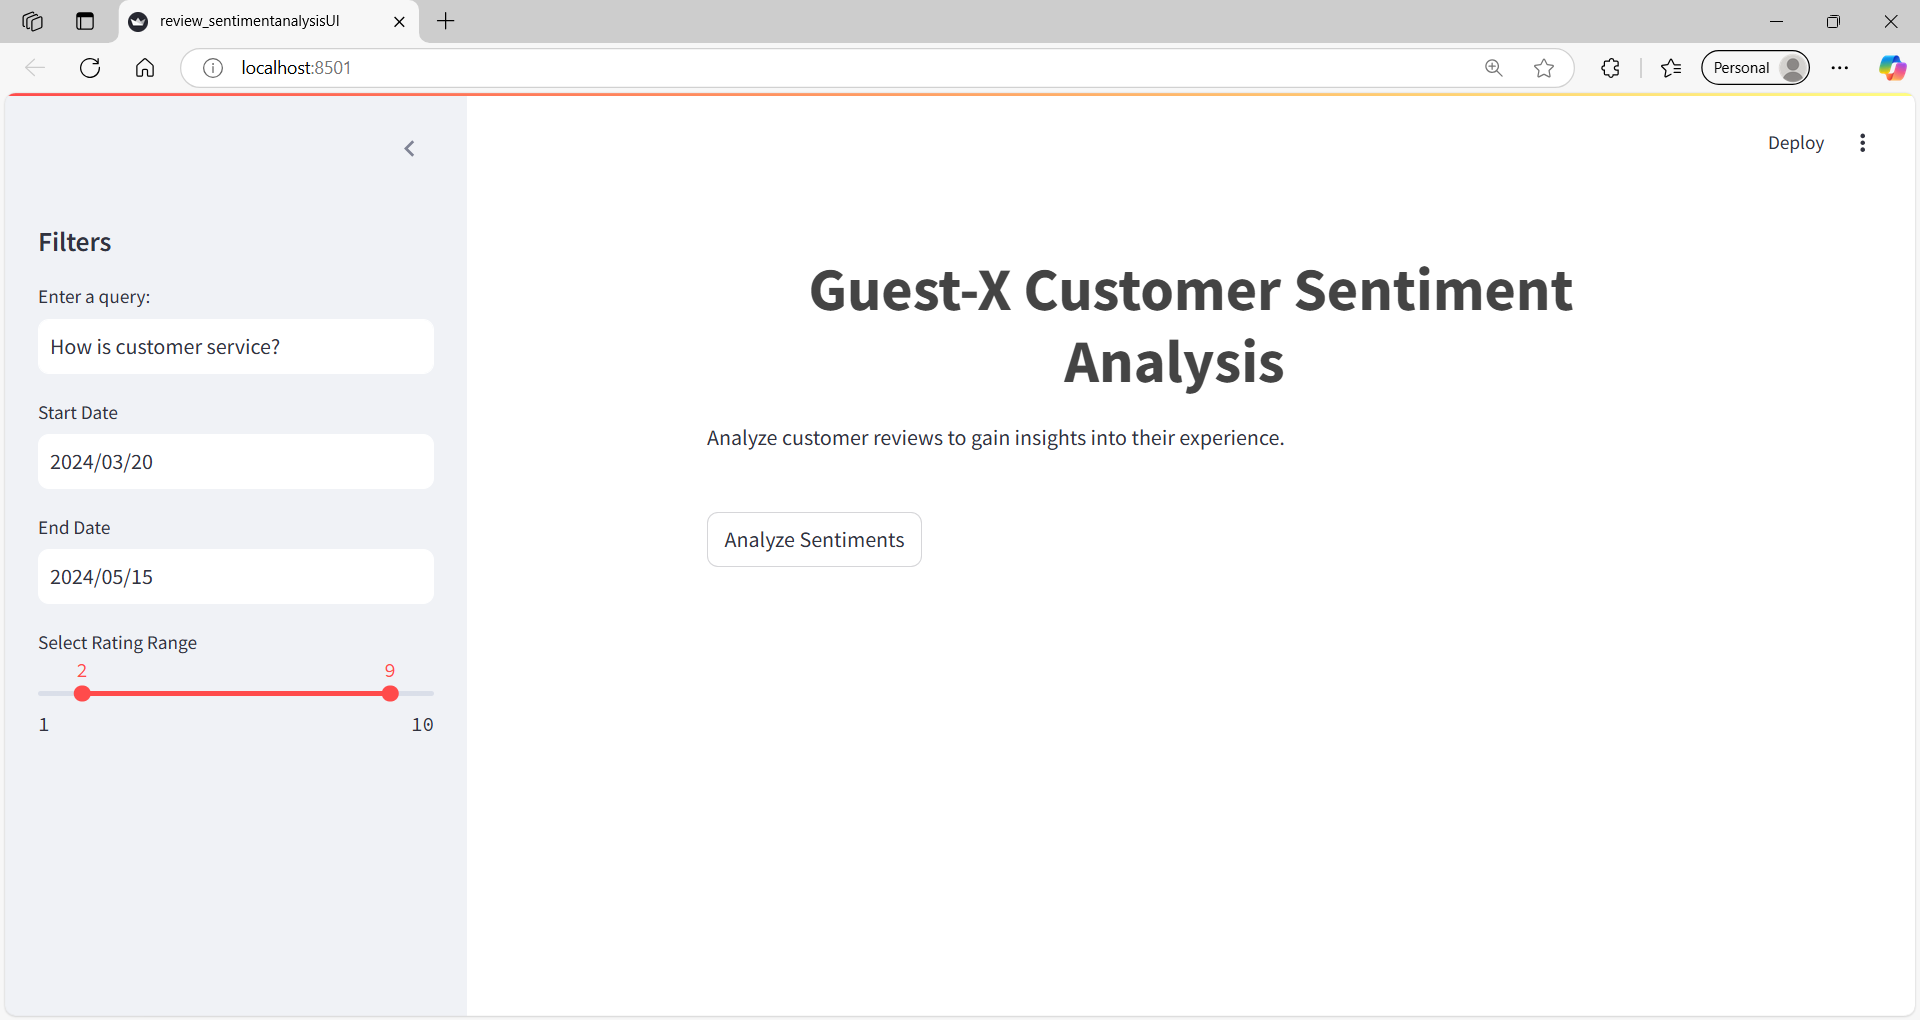 review_sentimentanalysisUI
localhost:8501
Personal
Deploy
Filters
Enter a query:
How is customer service?
Start Date
2024/03/20
End Date
2024/05/15
Select Rating Range
2 9
1 10
Guest-X Customer Sentiment
Analysis
Analyze customer reviews to gain insights into their experience.
Analyze Sentiments